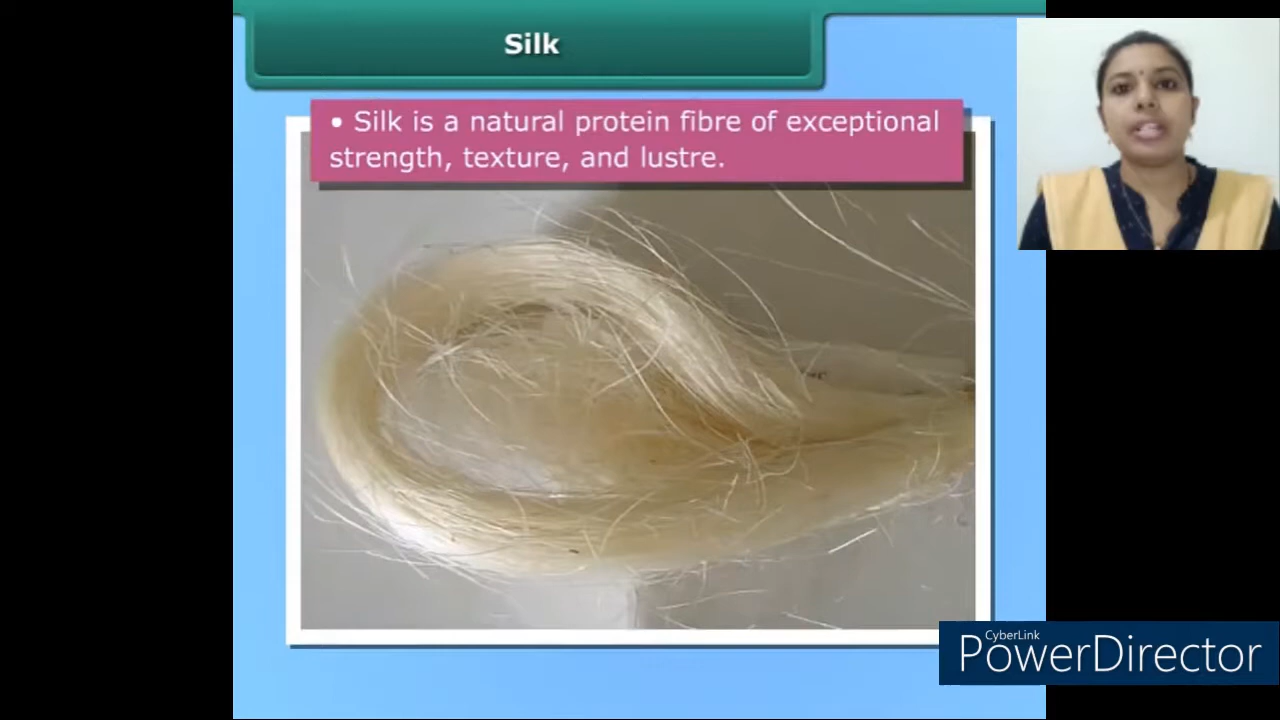 Silk
• Silk is a natural protein fibre of exceptional
strength, texture, and lustre.
CyberLink
PowerDirector